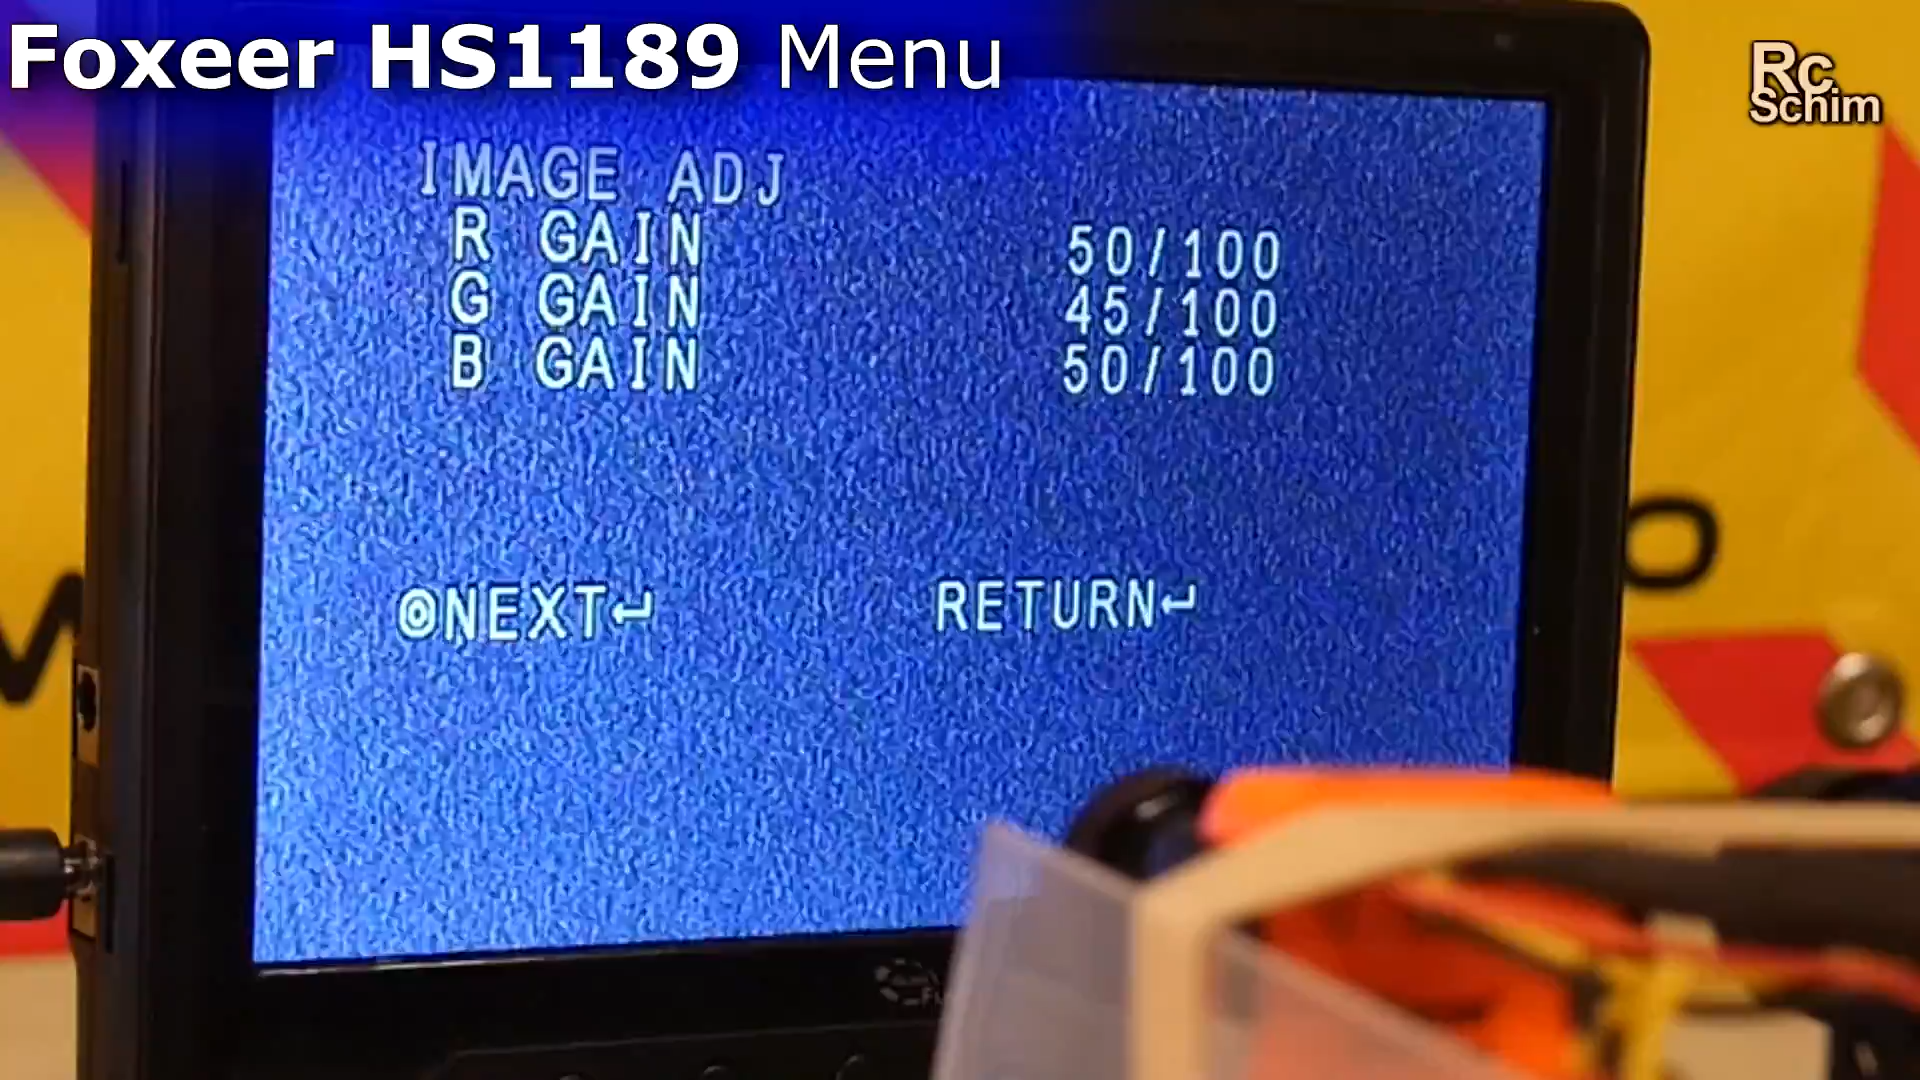 Foxeer HS1189 Menu
Rc
Schim
IMAGE ADJ
R GAIN 50/100
G GAIN 45/100
B GAIN 50/100
◎NEXT↵ RETURN↵
M
O